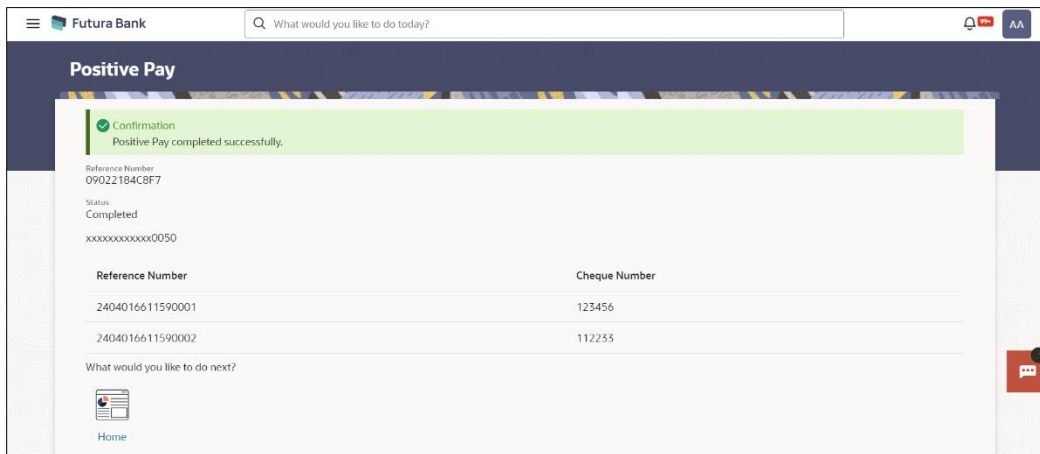 Futura Bank
What would you like to do today?
99+
AA
Positive Pay
Confirmation
Positive Pay completed successfully.
Reference Number
09022184C8F7
Status
Completed
xxxxxxxxxxxx0050
Reference Number Cheque Number
2404016611590001 123456
2404016611590002 112233
What would you like to do next?
Home